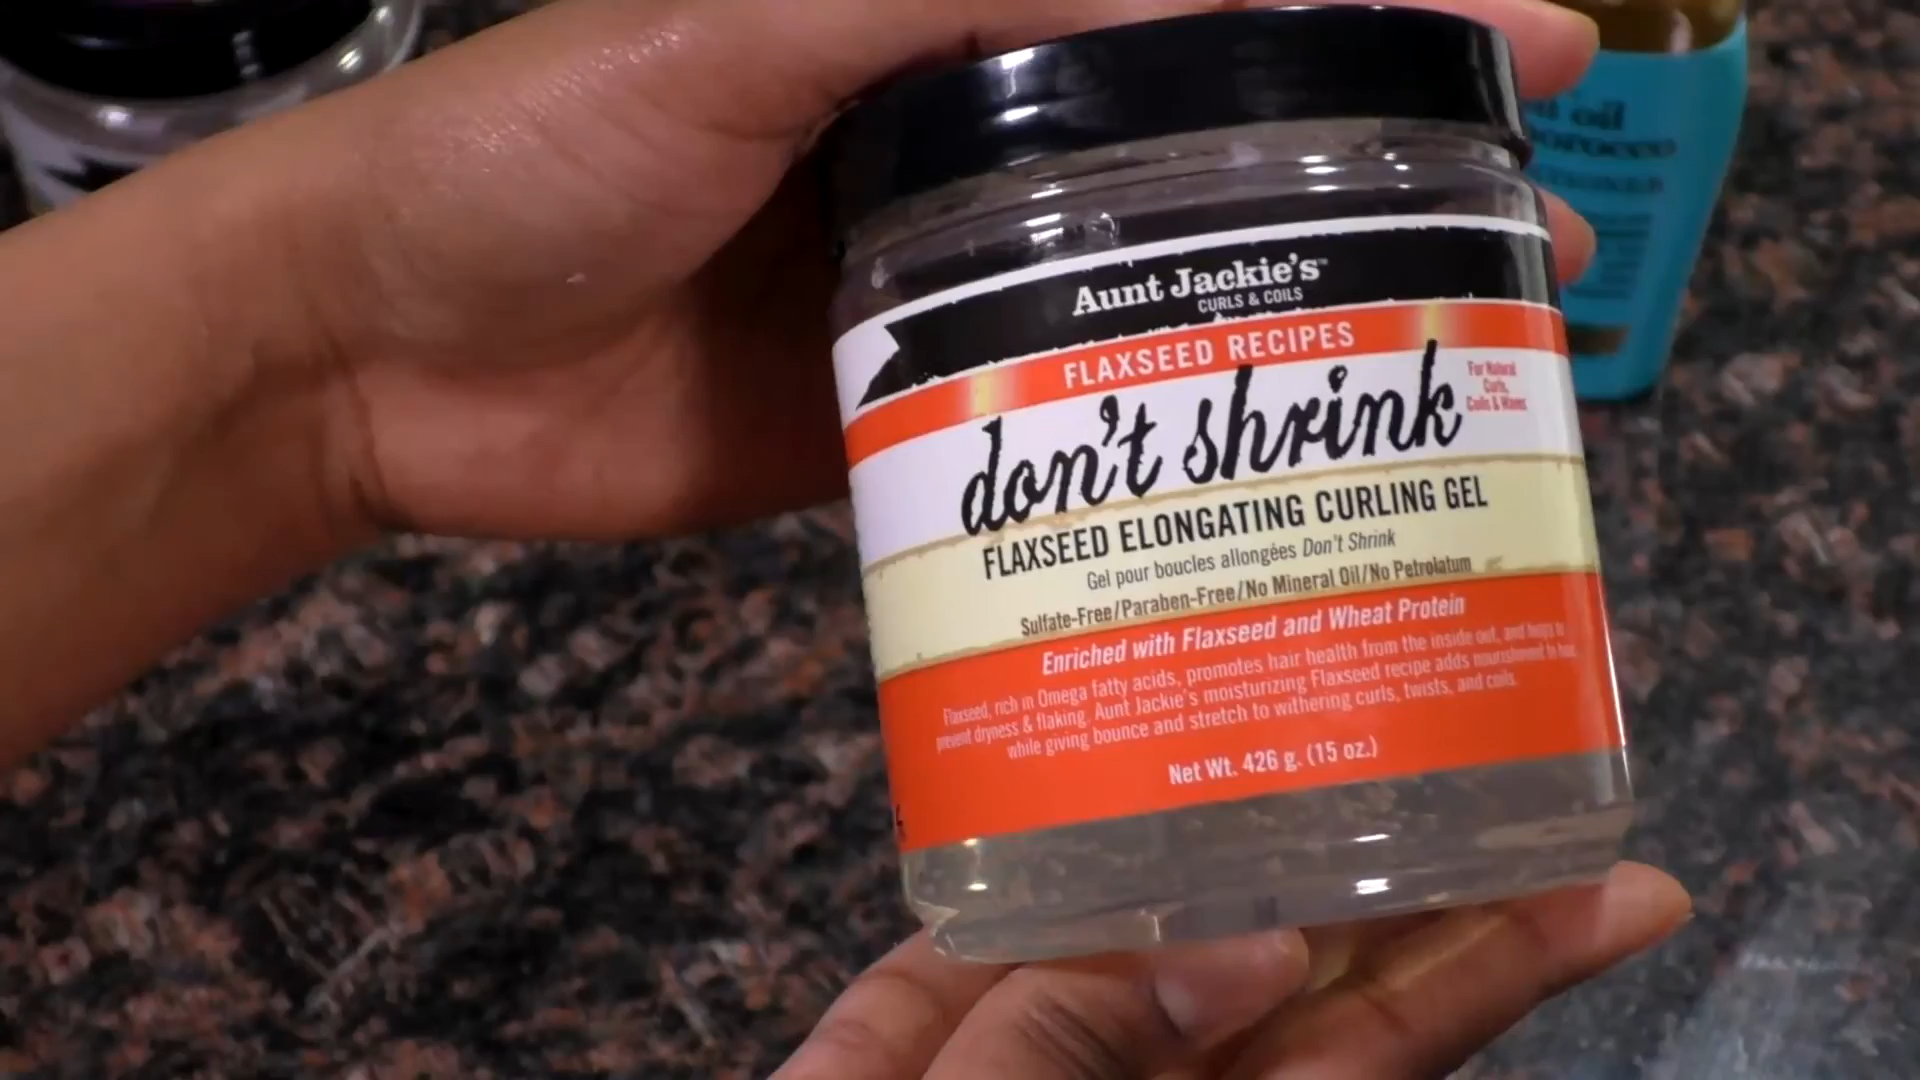 Aunt Jackie's™
CURLS & COILS
FLAXSEED RECIPES
don't shrink
For Natural
Curls,
Coils & Waves
FLAXSEED ELONGATING CURLING GEL
Gel pour boucles allongées Don't Shrink
Sulfate-Free/Paraben-Free/No Mineral Oil/No Petrolatum
Enriched with Flaxseed and Wheat Protein
Flaxseed, rich in Omega fatty acids, promotes hair health from the inside out, and helps to
prevent dryness & flaking. Aunt Jackie's moisturizing Flaxseed recipe adds nourishment to hair,
while giving bounce and stretch to withering curls, twists, and coils.
Net Wt. 426 g. (15 oz.)
oil
morocco